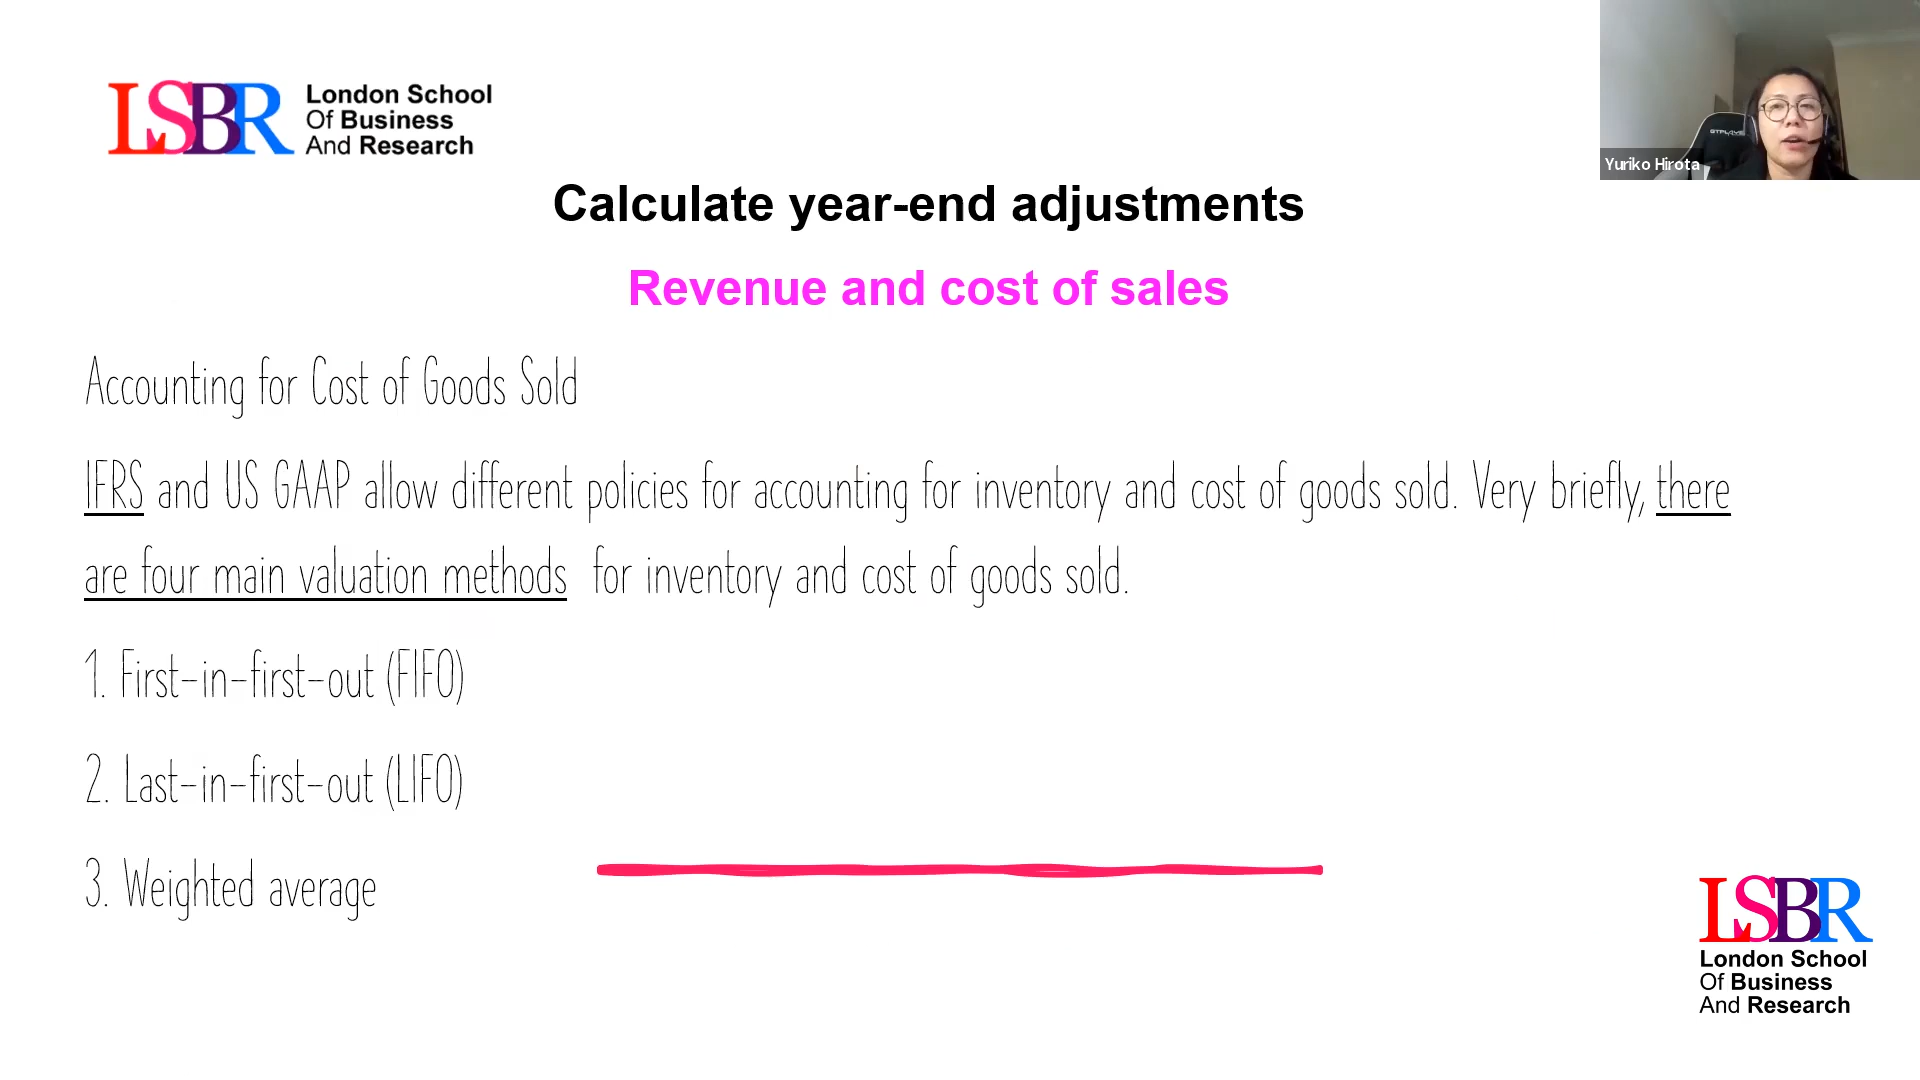 LSBR London School
Of Business
And Research
Yuriko Hirota
GTPLAYER
Calculate year-end adjustments
Revenue and cost of sales
Accounting for Cost of Goods Sold
IFRS and US GAAP allow different policies for accounting for inventory and cost of goods sold. Very briefly, there
are four main valuation methods for inventory and cost of goods sold.
1. First-in-first-out (FIFO)
2. Last-in-first-out (LIFO)
3. Weighted average
LSBR
London School
Of Business
And Research